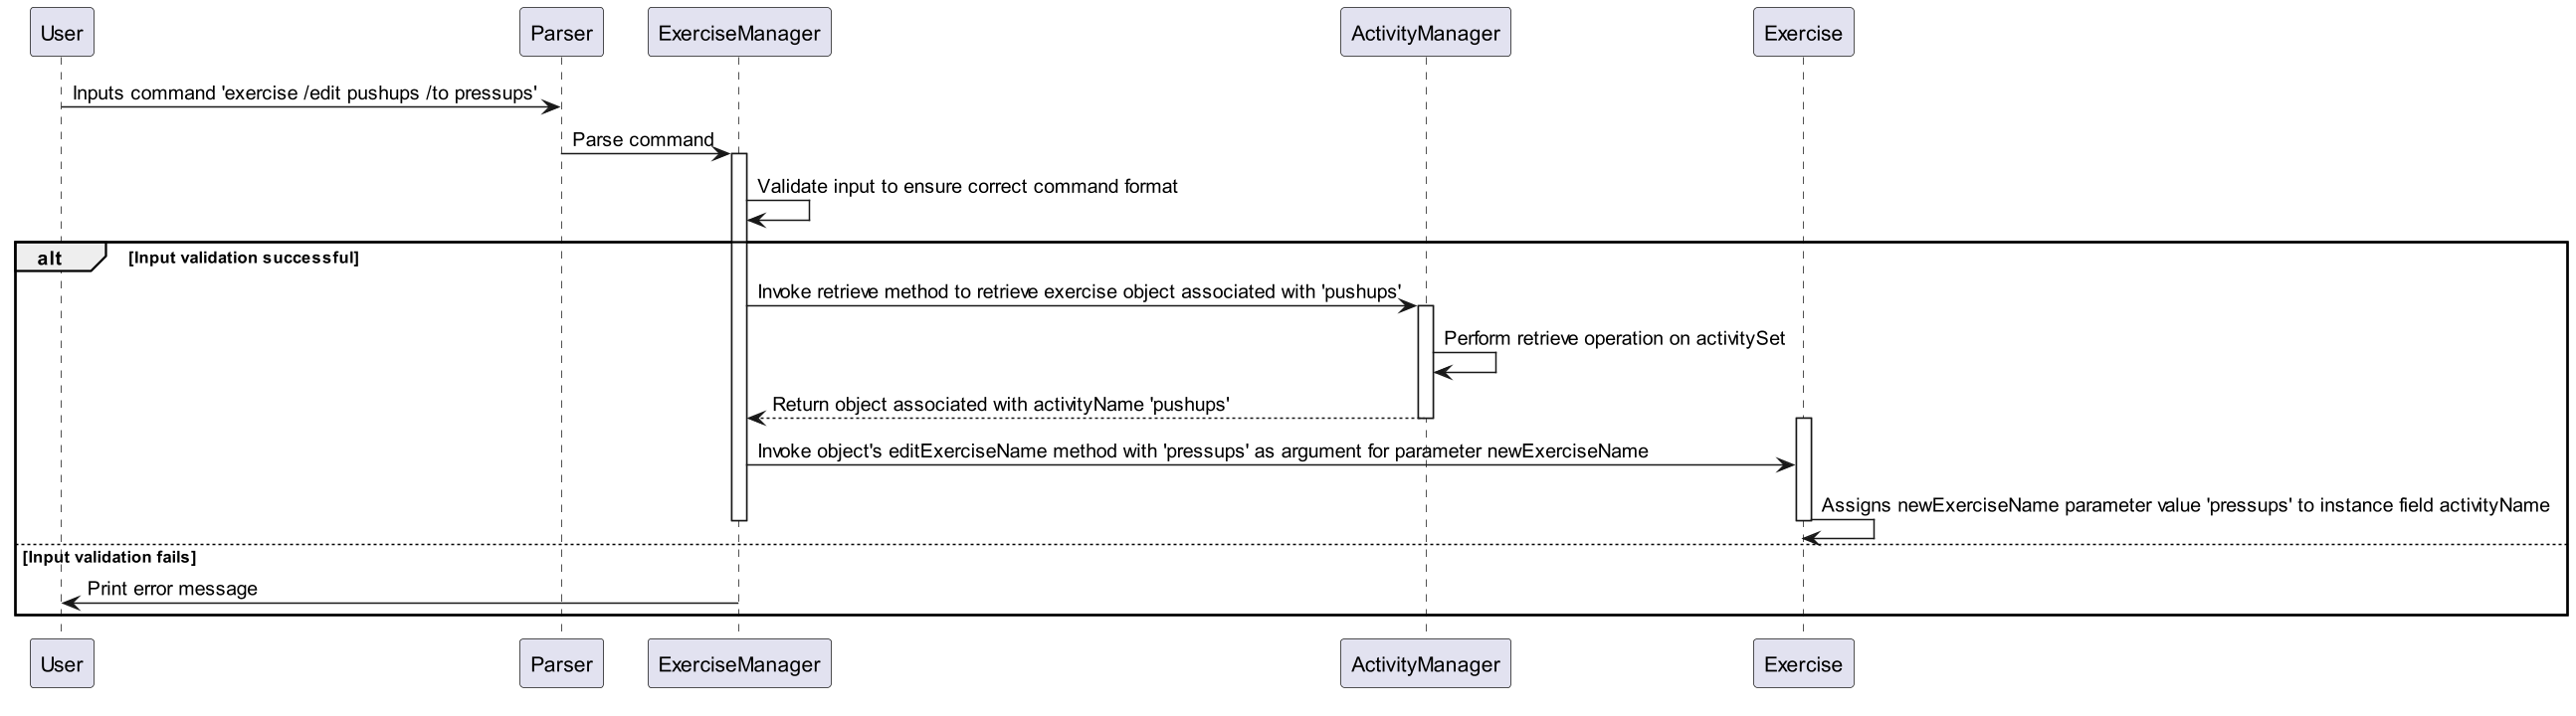 User
Parser
ExerciseManager
ActivityManager
Exercise
Inputs command 'exercise /edit pushups /to pressups'
Parse command
Validate input to ensure correct command format
alt
[Input validation successful]
Invoke retrieve method to retrieve exercise object associated with 'pushups'
Perform retrieve operation on activitySet
Return object associated with activityName 'pushups'
Invoke object's editExerciseName method with 'pressups' as argument for parameter newExerciseName
Assigns newExerciseName parameter value 'pressups' to instance field activityName
[Input validation fails]
Print error message
User
Parser
ExerciseManager
ActivityManager
Exercise